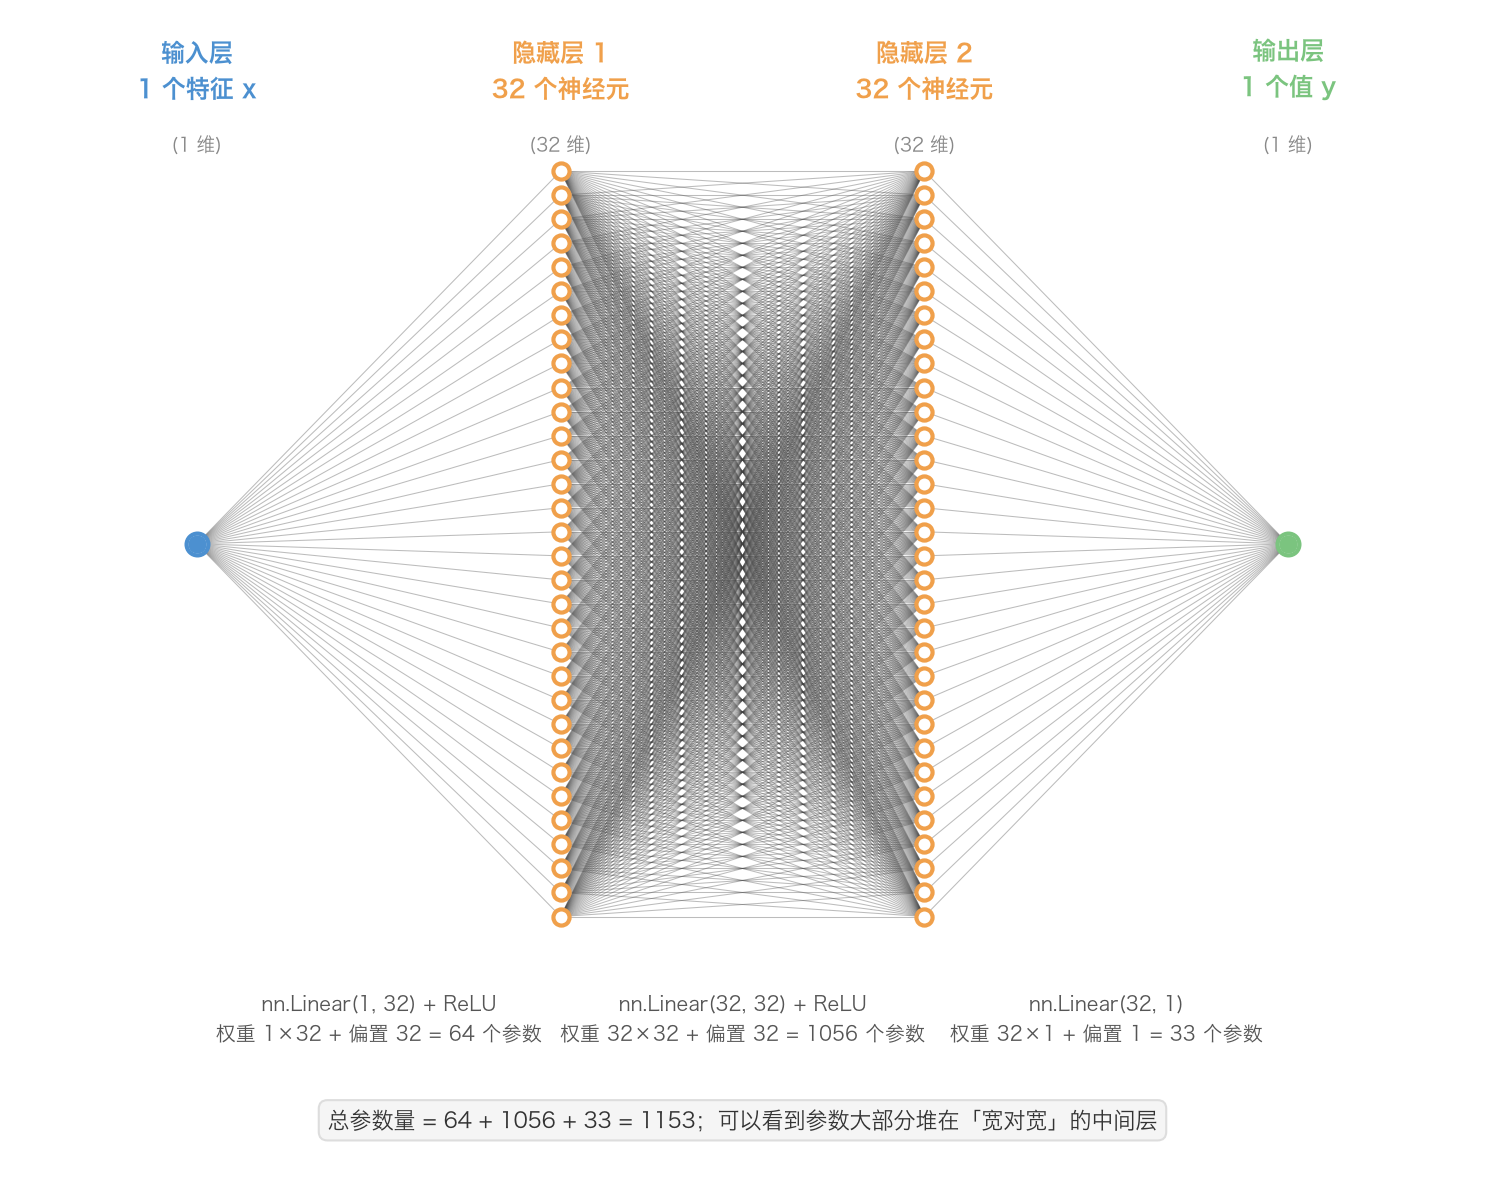 输入层
1 个特征 x
(1 维)
隐藏层 1
32 个神经元
(32 维)
隐藏层 2
32 个神经元
(32 维)
输出层
1 个值 y
(1 维)
nn.Linear(1, 32) + ReLU
权重 1×32 + 偏置 32 = 64 个参数
nn.Linear(32, 32) + ReLU
权重 32×32 + 偏置 32 = 1056 个参数
nn.Linear(32, 1)
权重 32×1 + 偏置 1 = 33 个参数
总参数量 = 64 + 1056 + 33 = 1153；可以看到参数大部分堆在「宽对宽」的中间层